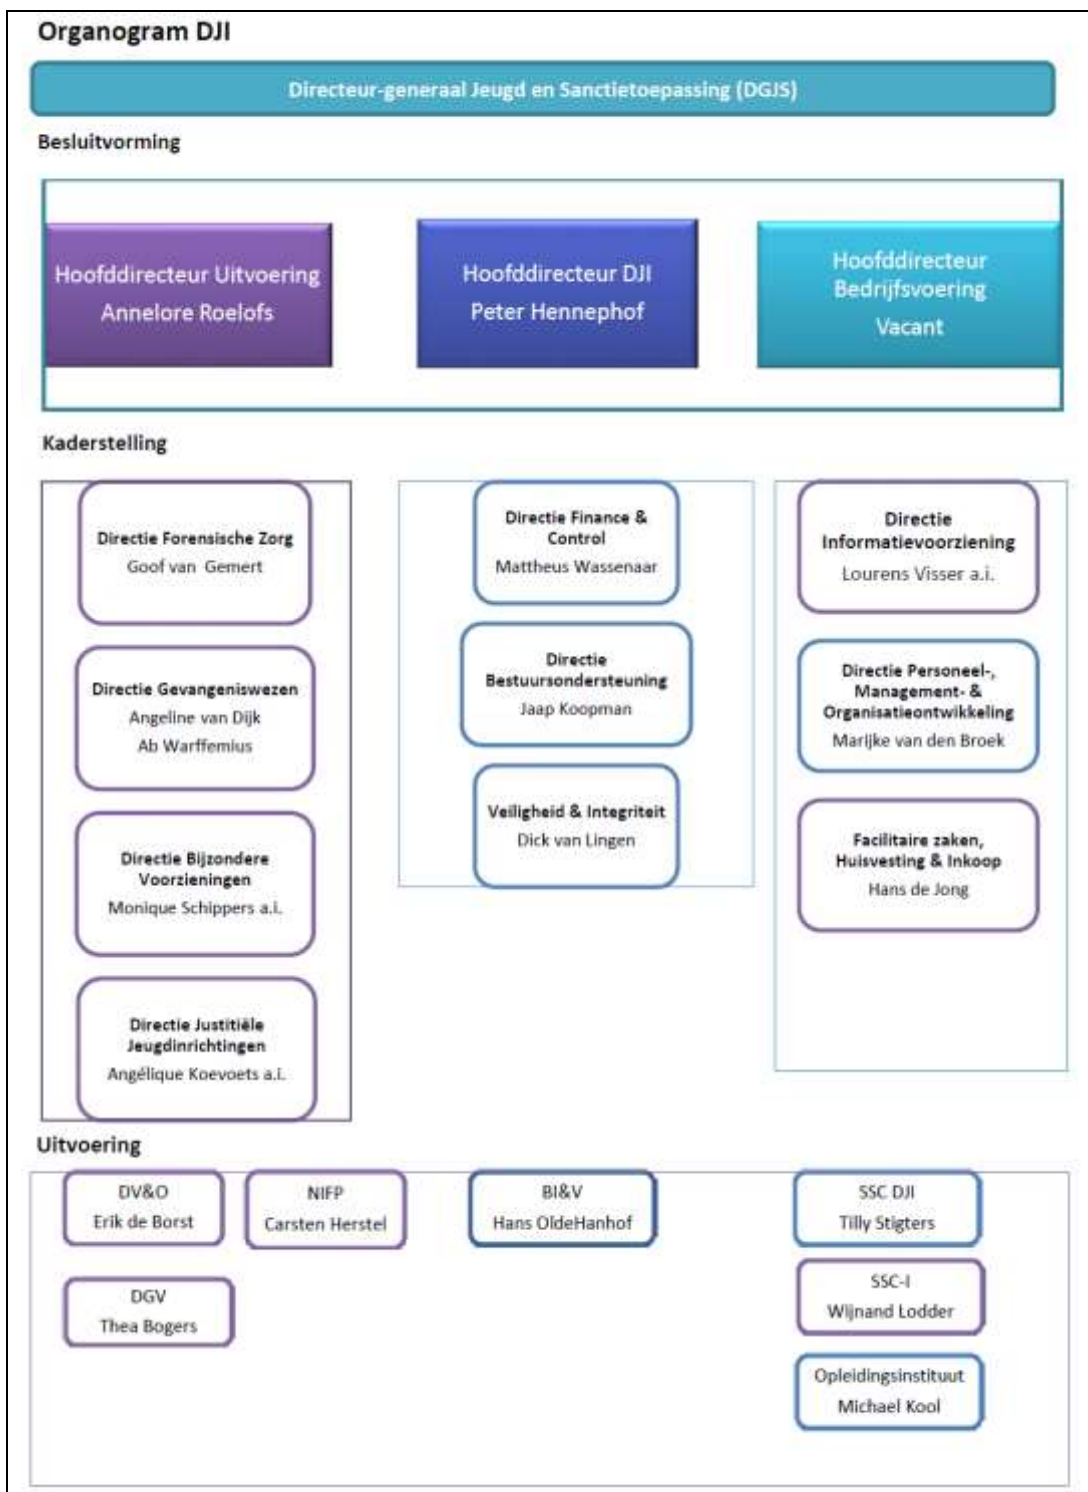 Organogram DJI
Directeur-generaal Jeugd en Sanctietoepassing (DGJS)
Besluitvorming
Hoofddirecteur Uitvoering
Annelore Roelofs
Hoofddirecteur DJI
Peter Hennephof
Hoofddirecteur
Bedrijfsvoering
Vacant
Kaderstelling
Directie Forensische Zorg
Goof van Gemert
Directie Gevangeniswezen
Angeline van Dijk
Ab Warffemius
Directie Bijzondere
Voorzieningen
Monique Schippers a.i.
Directie Justitiële
Jeugdinrichtingen
Angélique Koevoets a.i.
Directie Finance &
Control
Mattheus Wassenaar
Directie
Bestuursondersteuning
Jaap Koopman
Veiligheid & Integriteit
Dick van Lingen
Directie
Informatievoorziening
Lourens Visser a.i.
Directie Personeel-,
Management- &
Organisatieontwikkeling
Marijke van den Broek
Facilitaire zaken,
Huisvesting & Inkoop
Hans de Jong
Uitvoering
DV&O
Erik de Borst
NIFP
Carsten Herstel
DGV
Thea Bogers
BI&V
Hans OldeHanhof
SSC DJI
Tilly Stigters
SSC-I
Wijnand Lodder
Opleidingsinstituut
Michael Kool